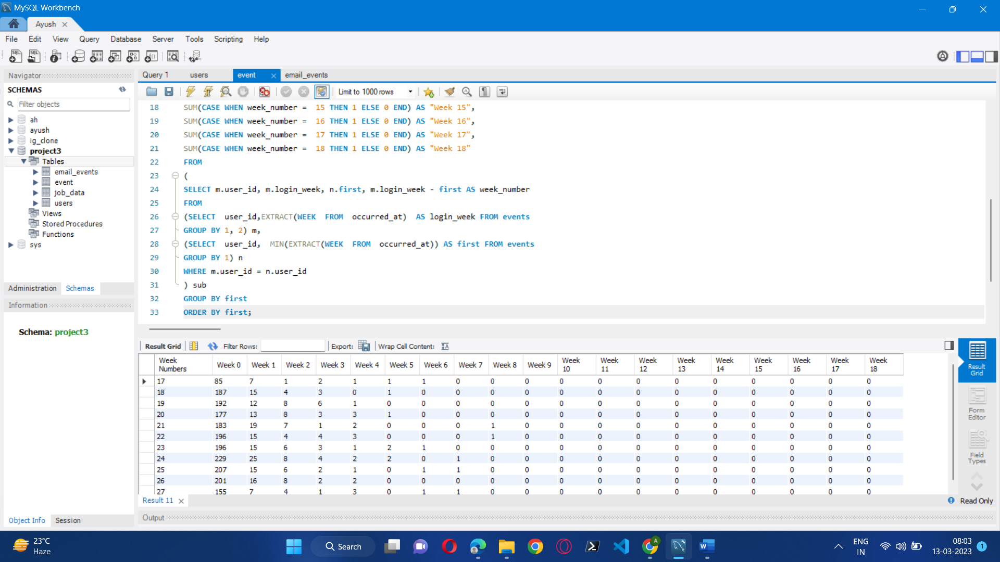 MySQL Workbench
Ayush
File Edit View Query Database Server Tools Scripting Help
Navigator
SCHEMAS
Filter objects
ah
ayush
ig_clone
project3
Tables
email_events
event
job_data
users
Views
Stored Procedures
Functions
sys
Administration Schemas
Information
Schema: project3
Object Info Session
Query 1 users event email_events
Limit to 1000 rows
18 SUM(CASE WHEN week_number = 15 THEN 1 ELSE 0 END) AS "Week 15",
19 SUM(CASE WHEN week_number = 16 THEN 1 ELSE 0 END) AS "Week 16",
20 SUM(CASE WHEN week_number = 17 THEN 1 ELSE 0 END) AS "Week 17",
21 SUM(CASE WHEN week_number = 18 THEN 1 ELSE 0 END) AS "Week 18"
22 FROM
23 (
24 SELECT m.user_id, m.login_week, n.first, m.login_week - first AS week_number
25 FROM
26 (SELECT user_id,EXTRACT(WEEK FROM occurred_at) AS login_week FROM events
27 GROUP BY 1, 2) m,
28 (SELECT user_id, MIN(EXTRACT(WEEK FROM occurred_at)) AS first FROM events
29 GROUP BY 1) n
30 WHERE m.user_id = n.user_id
31 ) sub
32 GROUP BY first
33 ORDER BY first;
Result Grid Filter Rows: Export: Wrap Cell Content:
Week Numbers Week 0 Week 1 Week 2 Week 3 Week 4 Week 5 Week 6 Week 7 Week 8 Week 9 Week 10 Week 11 Week 12 Week 13 Week 14 Week 15 Week 16 Week 17 Week 18
17 85 7 1 2 1 1 1 0 0 0 0 0 0 0 0 0 0 0 0
18 187 15 4 3 0 1 0 0 0 0 0 0 0 0 0 0 0 0 0
19 192 12 8 6 1 0 0 0 0 0 0 0 0 0 0 0 0 0 0
20 177 13 8 3 3 1 0 0 0 0 0 0 0 0 0 0 0 0 0
21 183 19 7 1 2 0 0 0 1 0 0 0 0 0 0 0 0 0 0
22 196 15 4 4 3 0 0 0 1 0 0 0 0 0 0 0 0 0 0
23 196 15 6 3 1 2 1 0 0 0 0 0 0 0 0 0 0 0 0
24 229 25 8 4 2 2 0 1 0 0 0 0 0 0 0 0 0 0 0
25 207 15 6 2 1 0 1 1 0 0 0 0 0 0 0 0 0 0 0
26 201 16 8 2 2 0 0 0 0 0 0 0 0 0 0 0 0 0 0
27 155 7 4 1 3 0 1 1 0 0 0 0 0 0 0 0 0 0 0
Result Grid
Form Editor
Field Types
Result 11
Read Only
Output
23°C
Haze
Search
ENG
IN
08:03
13-03-2023
1